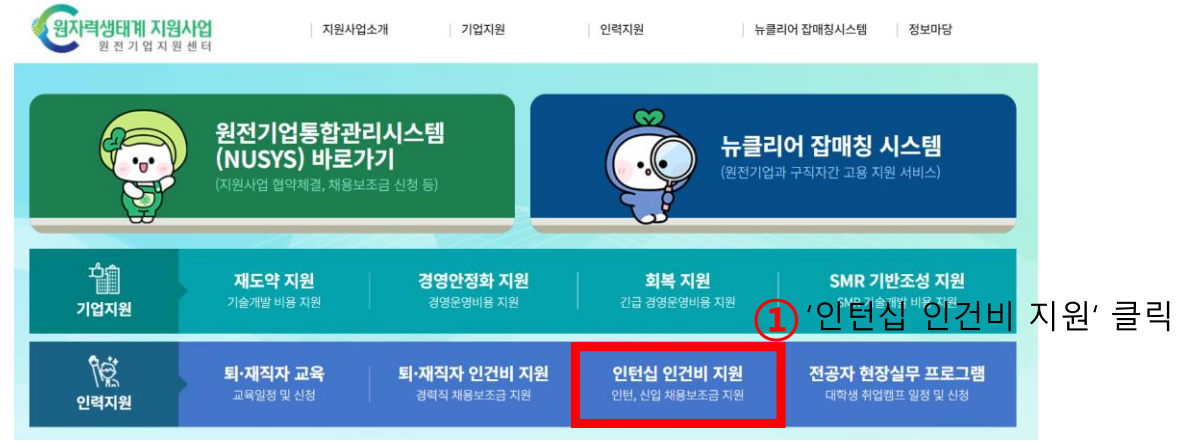 원자력생태계 지원사업
원전기업지원센터
지원사업소개
기업지원
인력지원
뉴클리어 잡매칭시스템
정보마당
원전기업통합관리시스템
(NUSYS) 바로가기
(지원사업 협약체결, 채용보조금 신청 등)
뉴클리어 잡매칭 시스템
(원전기업과 구직자간 고용 지원 서비스)
기업지원
재도약 지원
기술개발 비용 지원
경영안정화 지원
경영운영비용 지원
회복 지원
긴급 경영운영비용 지원
SMR 기반조성 지원
SMR 기술개발 비용 지원
① ‘인턴십 인건비 지원‘ 클릭
인력지원
퇴·재직자 교육
교육일정 및 신청
퇴·재직자 인건비 지원
경력직 채용보조금 지원
인턴십 인건비 지원
인턴, 신입 채용보조금 지원
전공자 현장실무 프로그램
대학생 취업캠프 일정 및 신청